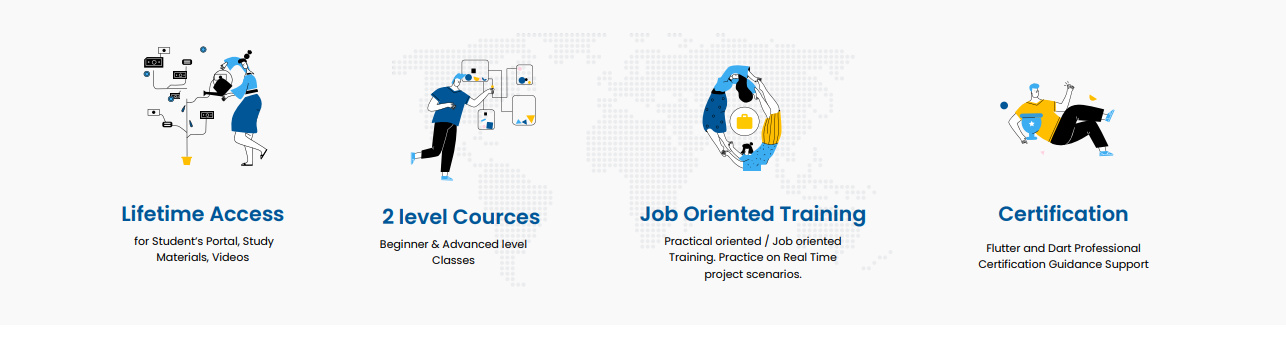 Lifetime Access
for Student's Portal, Study
Materials, Videos
2 level Cources
Beginner & Advanced level
Classes
Job Oriented Training
Practical oriented / Job oriented
Training. Practice on Real Time
project scenarios.
Certification
Flutter and Dart Professional
Certification Guidance Support